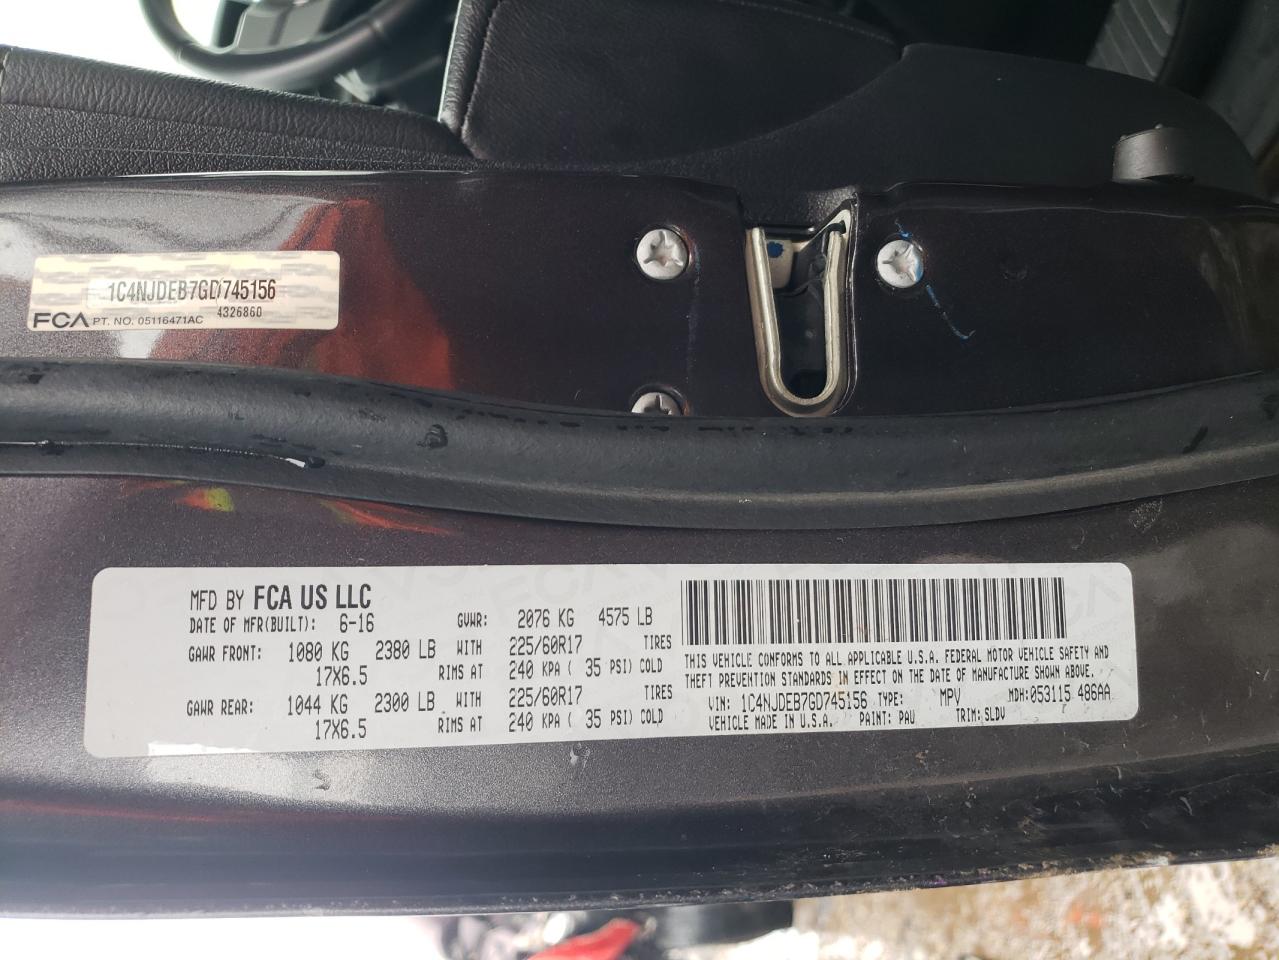 1C4NJDEB7GD745156
4326860
FCA PT. NO. 05116471AC
MFD BY FCA US LLC
DATE OF MFR(BUILT): 6-16 GVWR: 2076 KG 4575 LB
GAWR FRONT: 1080 KG 2380 LB WITH 225/60R17 TIRES
17X6.5 RIMS AT 240 KPA ( 35 PSI) COLD
GAWR REAR: 1044 KG 2300 LB WITH 225/60R17 TIRES
17X6.5 RIMS AT 240 KPA ( 35 PSI) COLD
THIS VEHICLE CONFORMS TO ALL APPLICABLE U.S.A. FEDERAL MOTOR VEHICLE SAFETY AND
THEFT PREVENTION STANDARDS IN EFFECT ON THE DATE OF MANUFACTURE SHOWN ABOVE.
VIN: 1C4NJDEB7GD745156 TYPE: MPV MDH:053115 486AA
VEHICLE MADE IN U.S.A. PAINT: PAU TRIM: SLDV